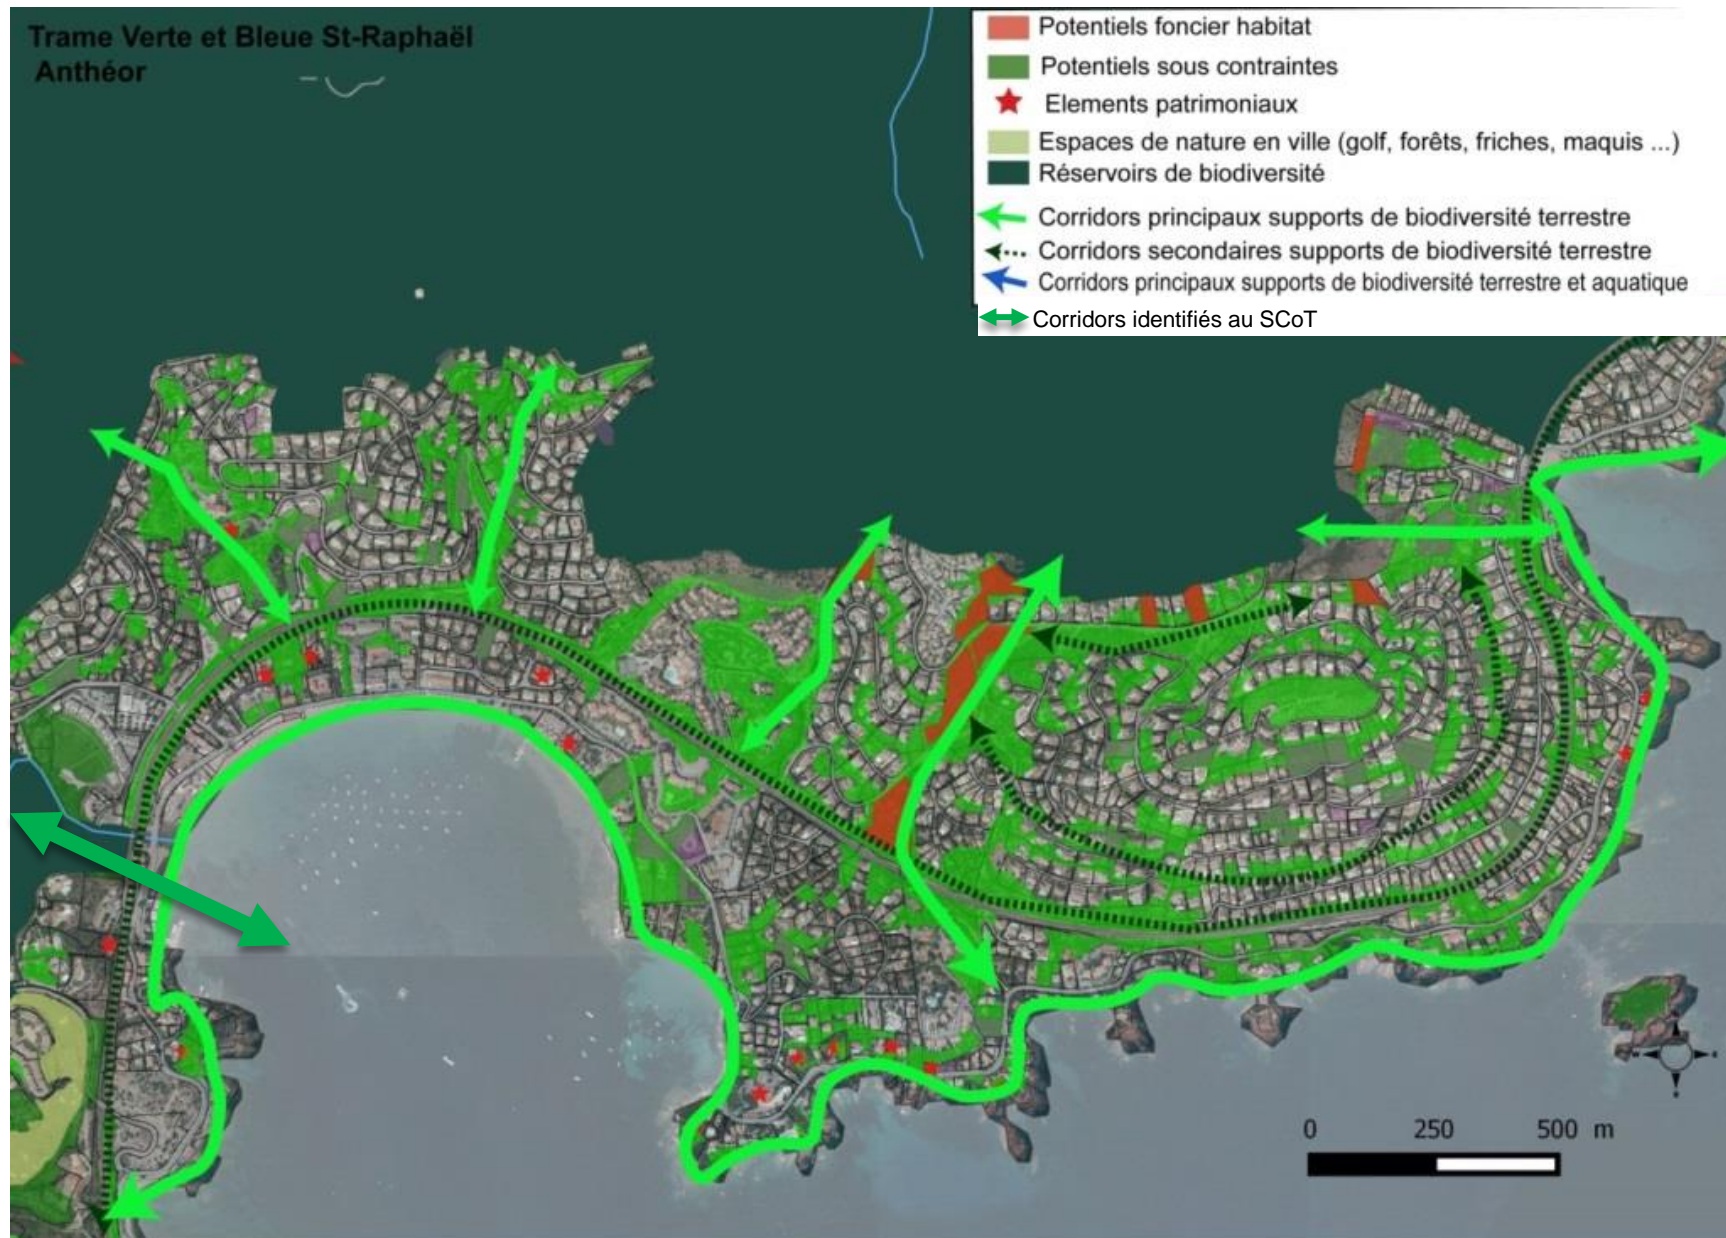 Trame Verte et Bleue St-Raphaël
Anthéor
Potentiels foncier habitat
Potentiels sous contraintes
Elements patrimoniaux
Espaces de nature en ville (golf, forêts, friches, maquis ...)
Réservoirs de biodiversité
Corridors principaux supports de biodiversité terrestre
Corridors secondaires supports de biodiversité terrestre
Corridors principaux supports de biodiversité terrestre et aquatique
Corridors identifiés au SCoT
0 250 500 m